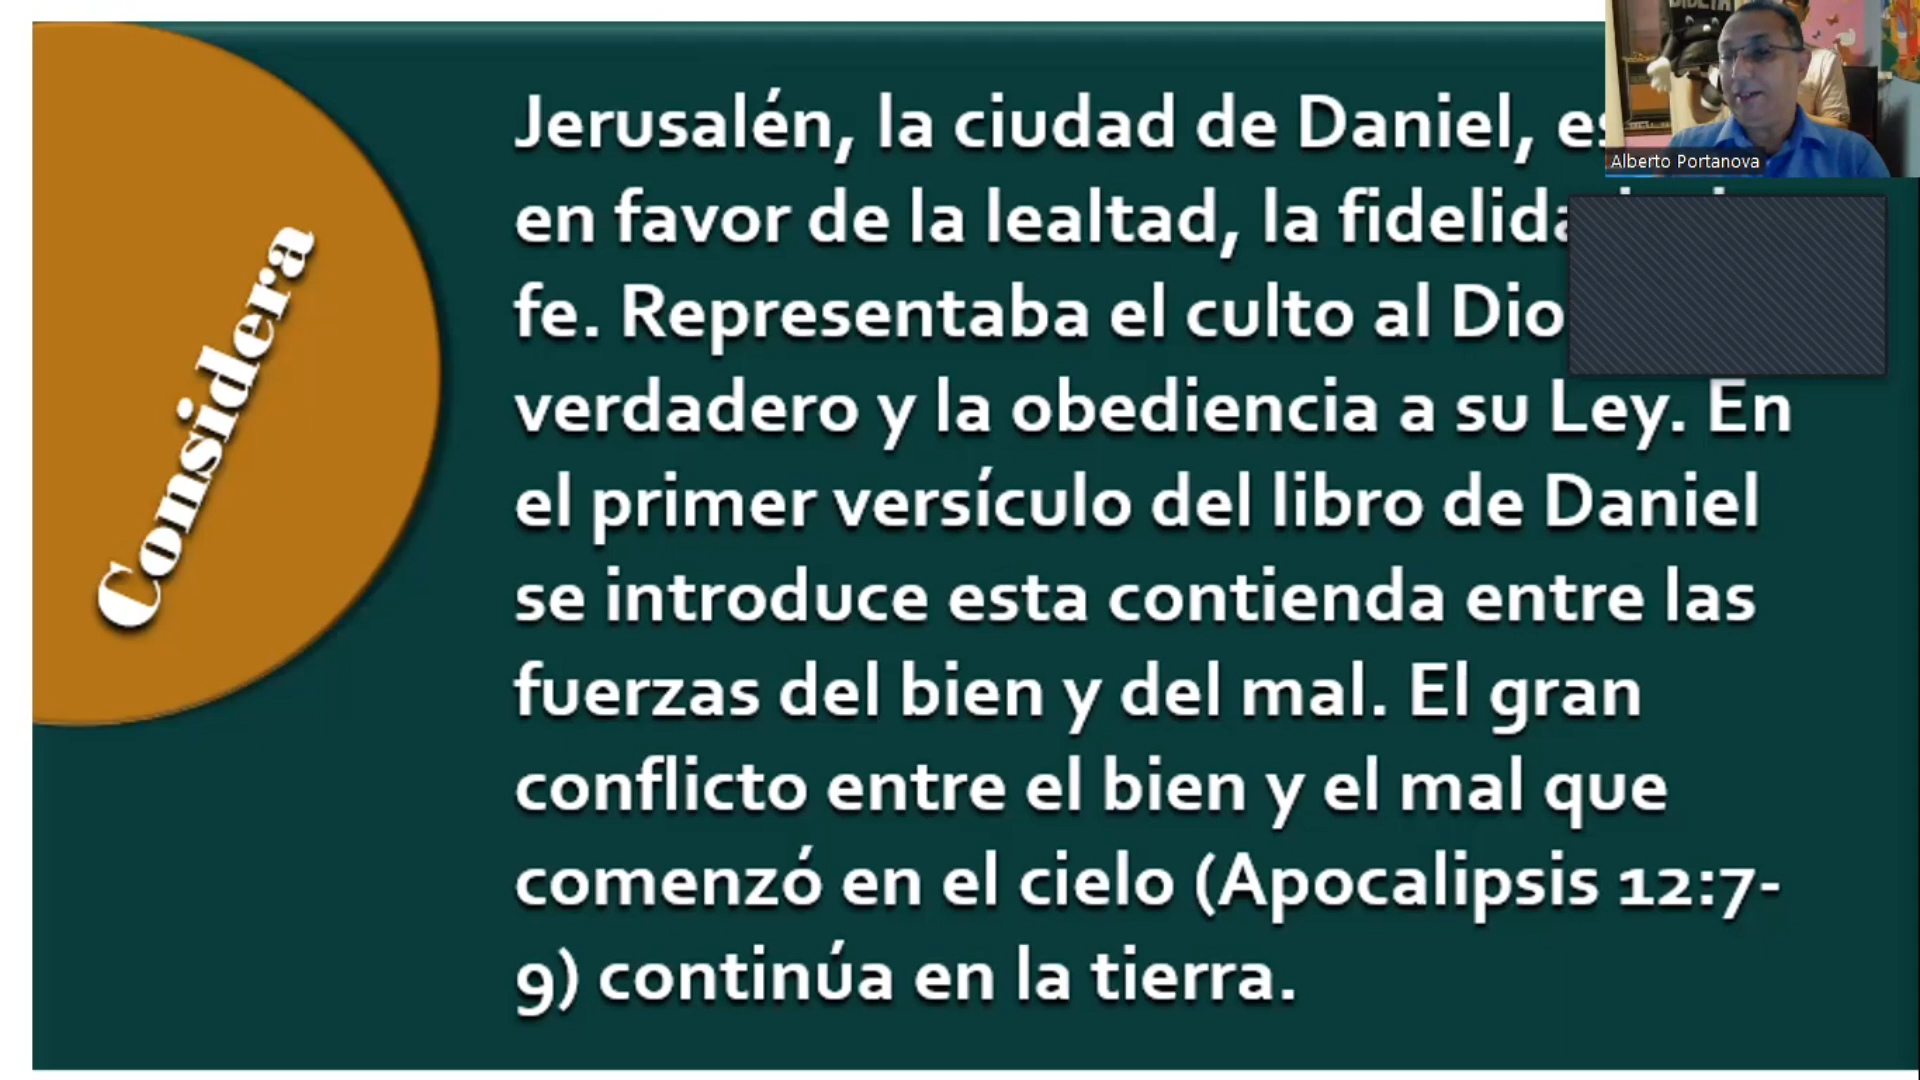 Considera
Jerusalén, la ciudad de Daniel,
en favor de la lealtad, la
fe. Representaba el culto al
verdadero y la obediencia a su Ley. En
el primer versículo del libro de Daniel
se introduce esta contienda entre las
fuerzas del bien y del mal. El gran
conflicto entre el bien y el mal que
comenzó en el cielo (Apocalipsis 12:7-
9) continúa en la tierra.
Alberto Portanova